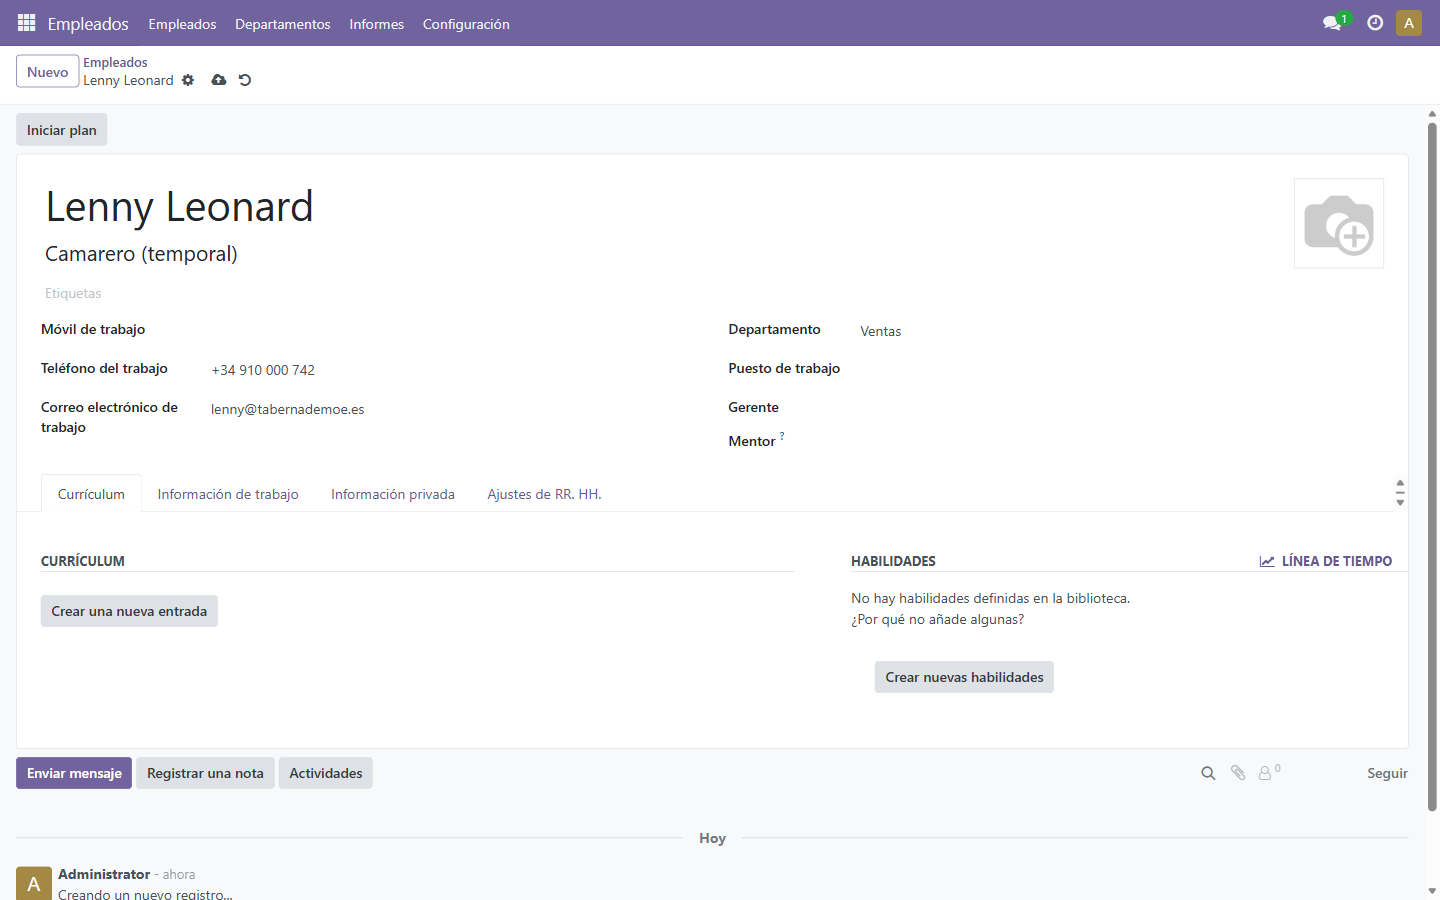 Empleados Empleados Departamentos Informes Configuración 1 A
Nuevo Empleados
Lenny Leonard
Iniciar plan
Lenny Leonard
Camarero (temporal)
Etiquetas
Móvil de trabajo
Teléfono del trabajo +34 910 000 742
Correo electrónico de trabajo lenny@tabernademoe.es
Departamento Ventas
Puesto de trabajo
Gerente
Mentor ?
Currículum Información de trabajo Información privada Ajustes de RR. HH.
CURRÍCULUM
Crear una nueva entrada
HABILIDADES LÍNEA DE TIEMPO
No hay habilidades definidas en la biblioteca.
¿Por qué no añade algunas?
Crear nuevas habilidades
Enviar mensaje Registrar una nota Actividades 0 Seguir
Hoy
A Administrator - ahora
Creando un nuevo registro...